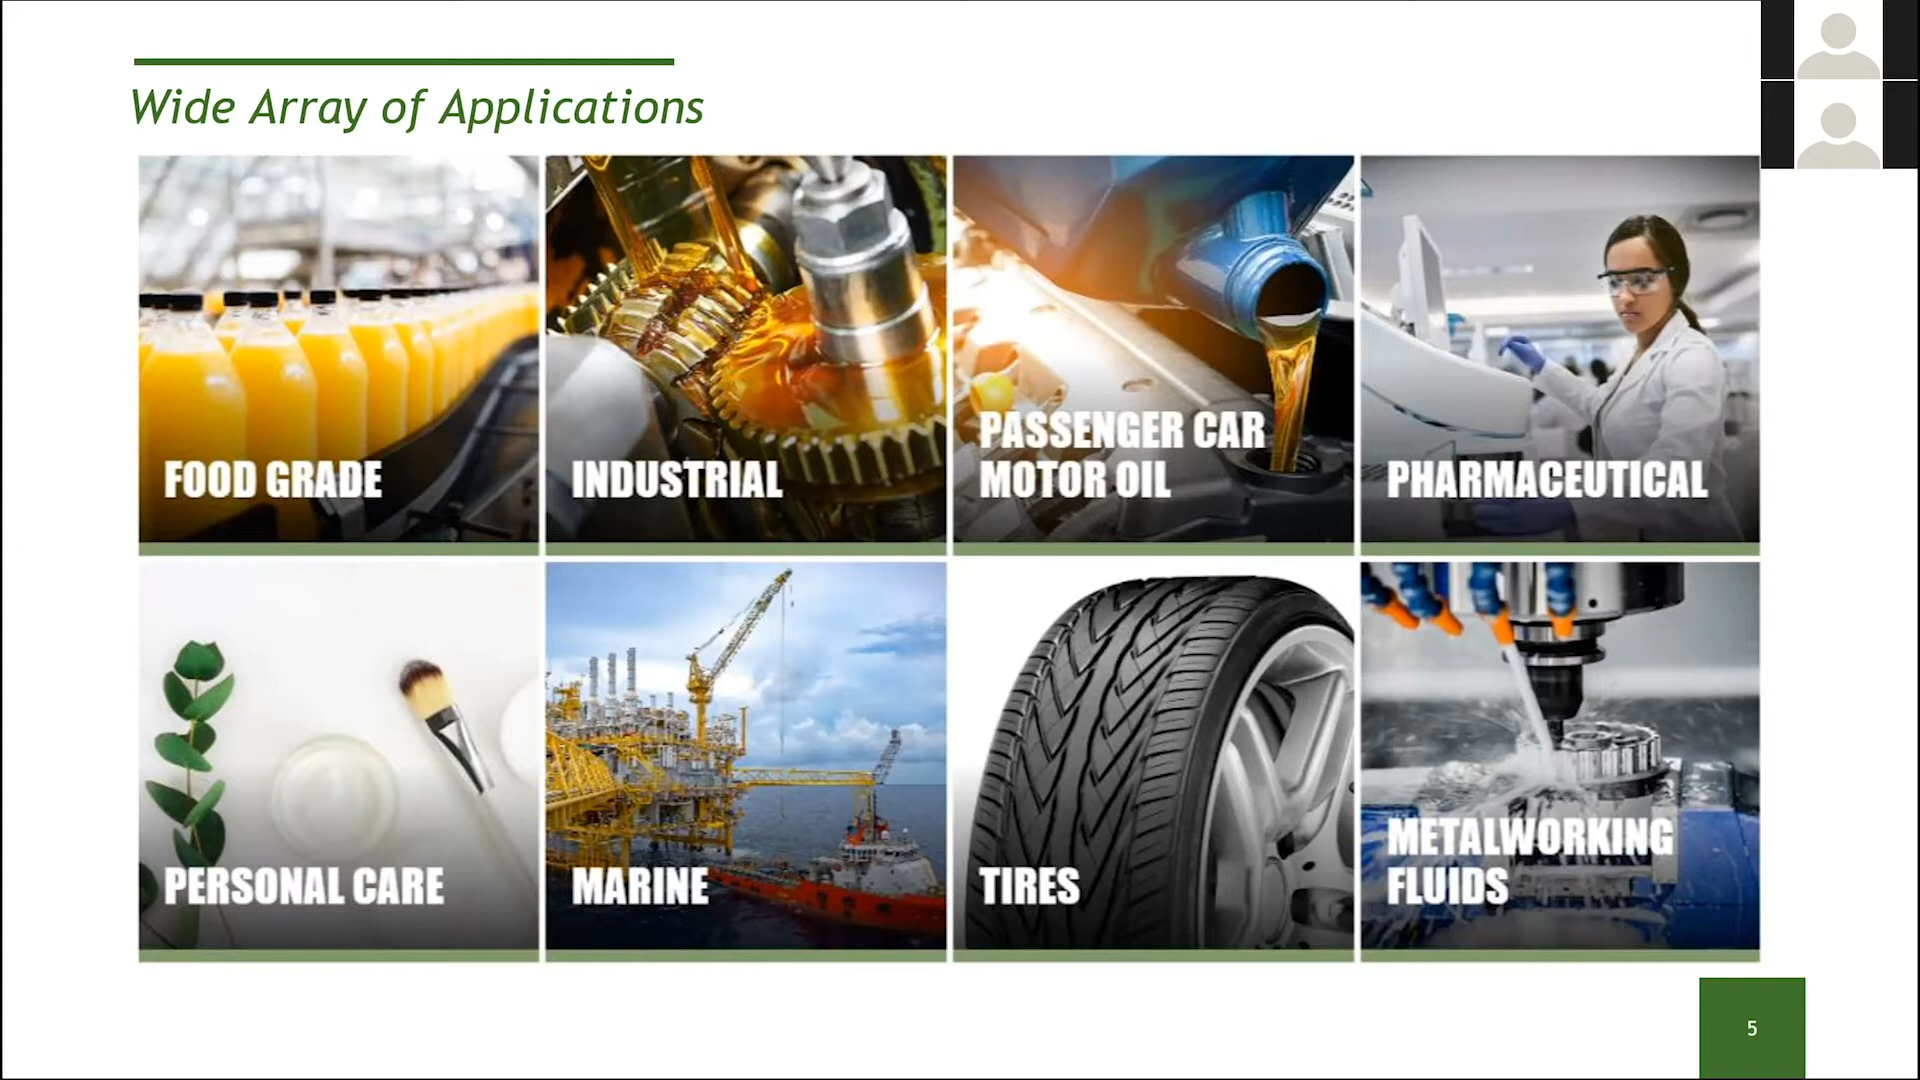 Wide Array of Applications
FOOD GRADE
INDUSTRIAL
PASSENGER CAR
MOTOR OIL
PHARMACEUTICAL
PERSONAL CARE
MARINE
TIRES
METALWORKING
FLUIDS
5